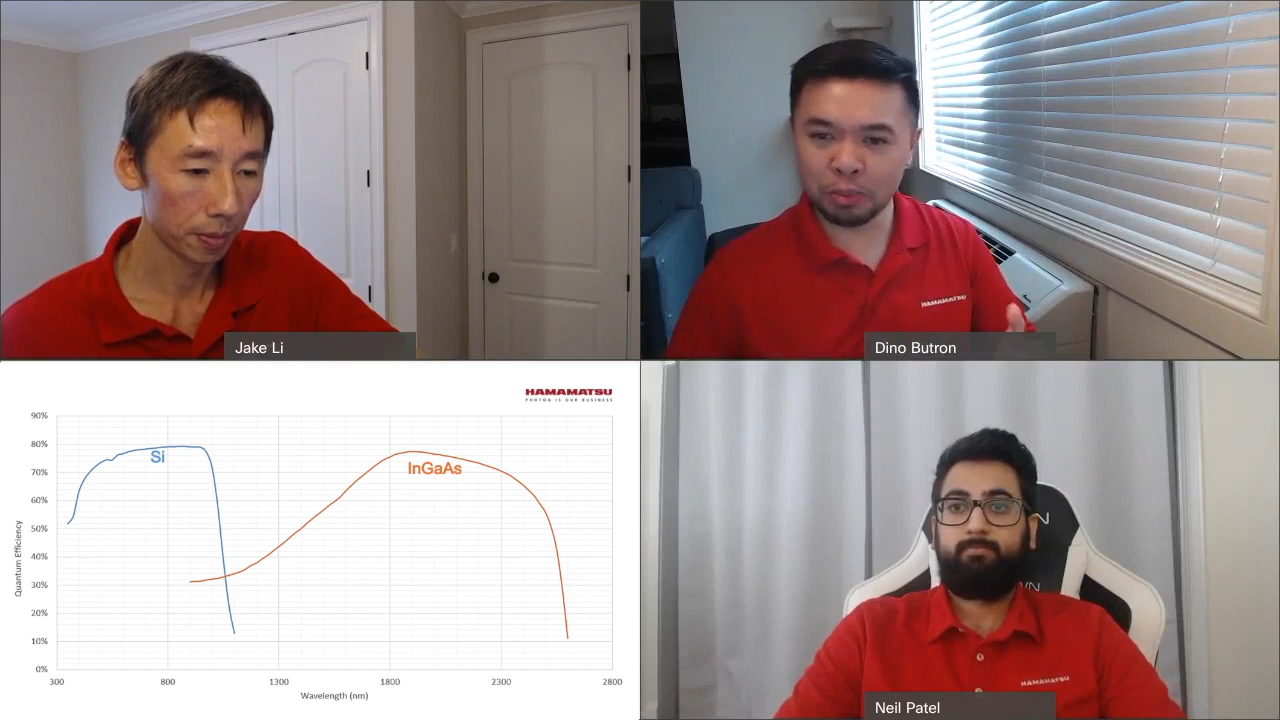 Jake Li
Dino Butron
HAMAMATSU
HAMAMATSU
PHOTON IS OUR BUSINESS
90%
80%
70%
60%
50%
40%
30%
20%
10%
0%
Quantum Efficiency
Si
InGaAs
300 800 1300 1800 2300 2800
Wavelength (nm)
HAMAMATSU
Neil Patel